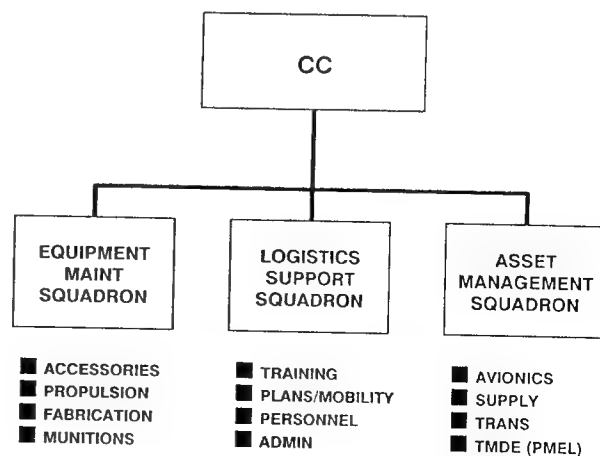 CC
EQUIPMENT
MAINT
SQUADRON
LOGISTICS
SUPPORT
SQUADRON
ASSET
MANAGEMENT
SQUADRON
ACCESSORIES
PROPULSION
FABRICATION
MUNITIONS
TRAINING
PLANS/MOBILITY
PERSONNEL
ADMIN
AVIONICS
SUPPLY
TRANS
TMDE (PMEL)